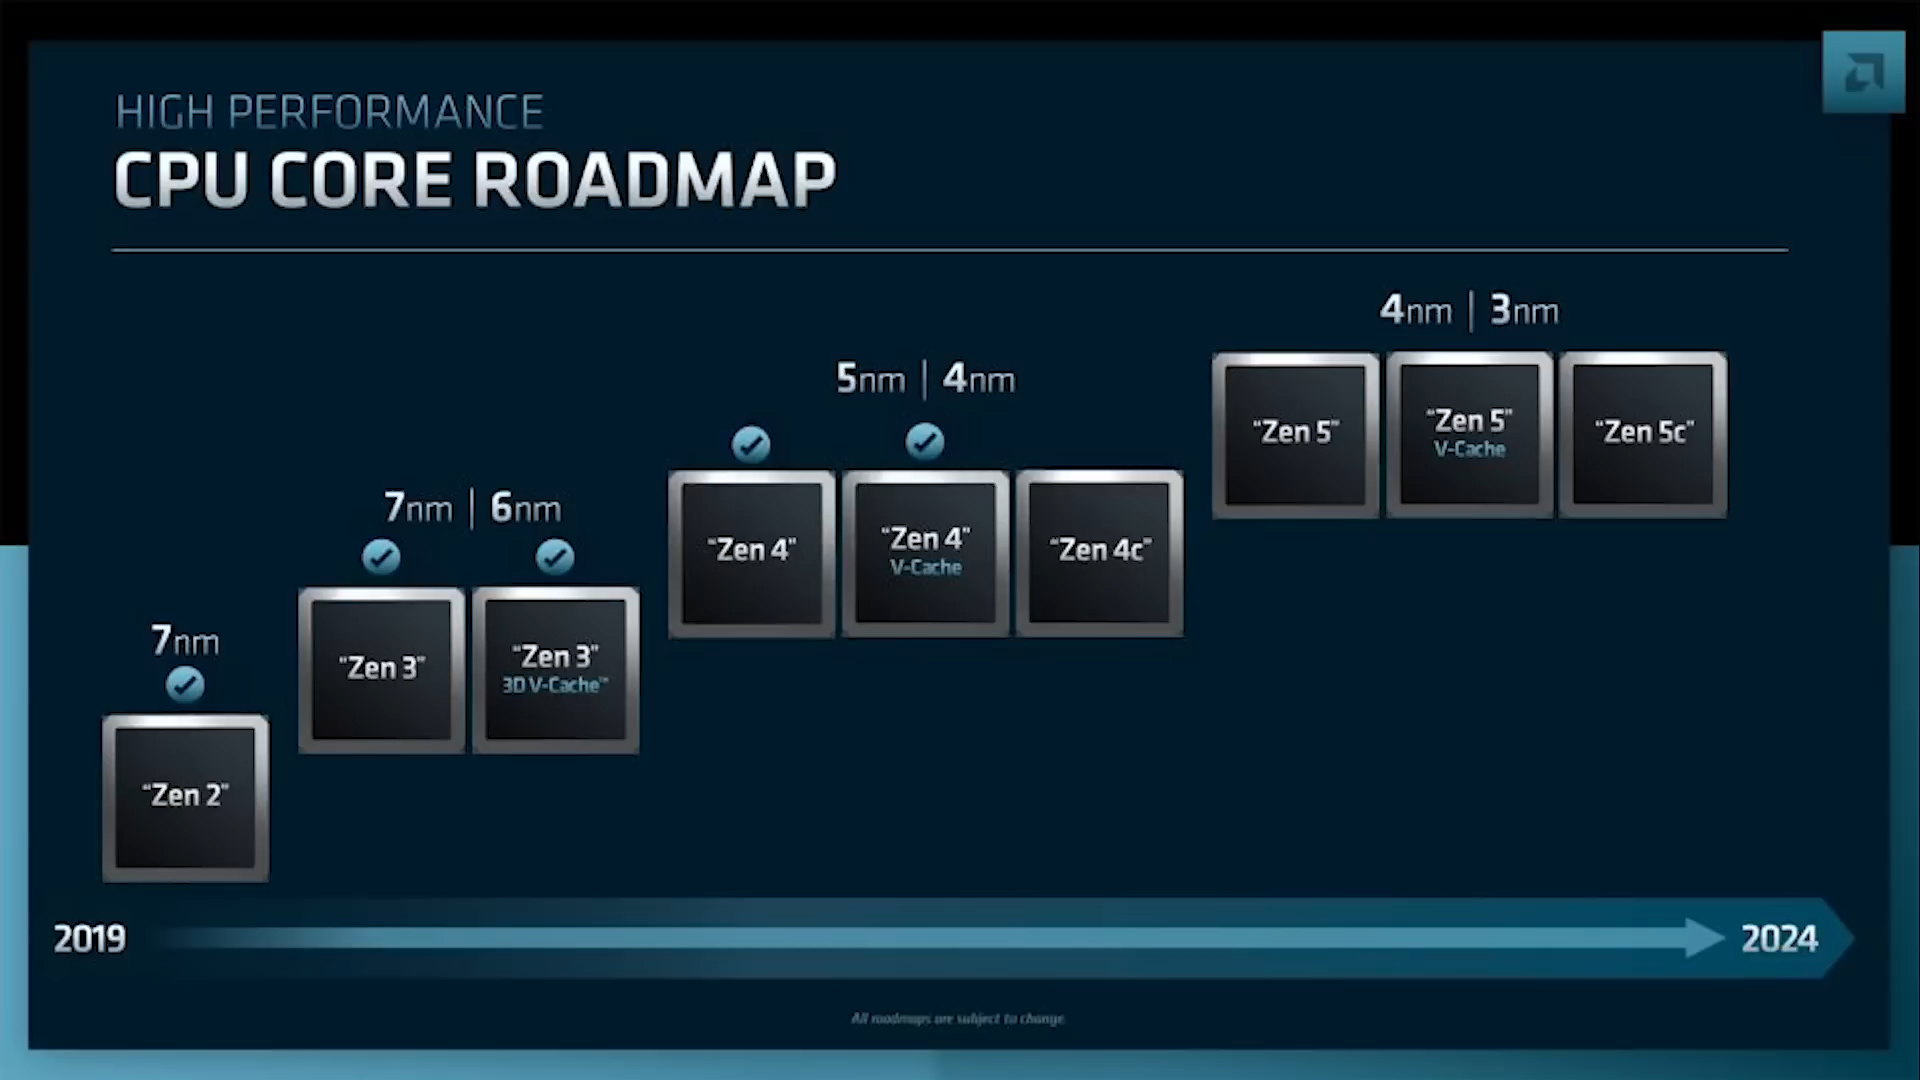 HIGH PERFORMANCE
CPU CORE ROADMAP
4nm | 3nm
"Zen 5"
"Zen 5"
V-Cache
"Zen 5c"
5nm | 4nm
"Zen 4"
"Zen 4"
V-Cache
"Zen 4c"
7nm | 6nm
"Zen 3"
"Zen 3"
3D V-Cache™
7nm
"Zen 2"
2019
2024
All roadmaps are subject to change.